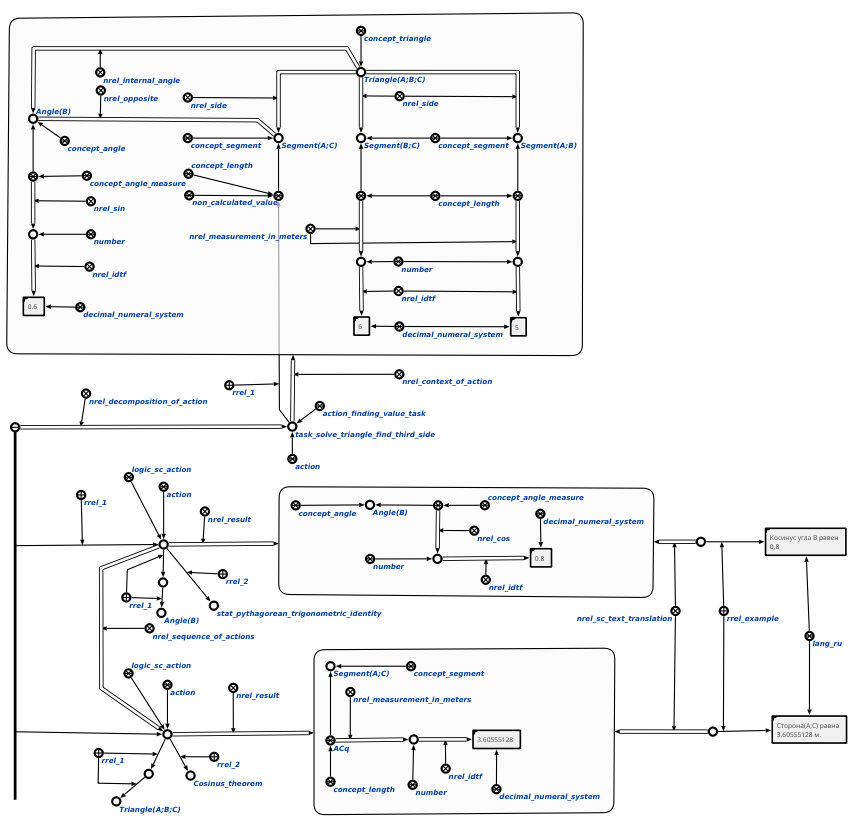 concept_triangle
nrel_internal_angle
Triangle(A;B;C)
nrel_opposite
nrel_side
nrel_side
Angle(B)
concept_angle
concept_segment
Segment(A;C)
Segment(B;C)
concept_segment
Segment(A;B)
concept_length
concept_angle_measure
non_calculated_value
concept_length
nrel_sin
number
nrel_measurement_in_meters
nrel_idtf
number
nrel_idtf
0.6
decimal_numeral_system
6
decimal_numeral_system
5
nrel_context_of_action
rrel_1
nrel_decomposition_of_action
action_finding_value_task
task_solve_triangle_find_third_side
action
logic_sc_action
action
rrel_1
nrel_result
concept_angle
Angle(B)
concept_angle_measure
decimal_numeral_system
nrel_cos
number
0.8
nrel_idtf
Косинус угла B равен
0,8
rrel_2
rrel_1
stat_pythagorean_trigonometric_identity
Angle(B)
nrel_sequence_of_actions
nrel_sc_text_translation
rrel_example
lang_ru
logic_sc_action
action
nrel_result
Segment(A;C)
concept_segment
nrel_measurement_in_meters
ACq
3.60555128
Сторона(A;C) равна
3.60555128 м.
rrel_1
rrel_2
Cosinus_theorem
Triangle(A;B;C)
nrel_idtf
concept_length
number
decimal_numeral_system